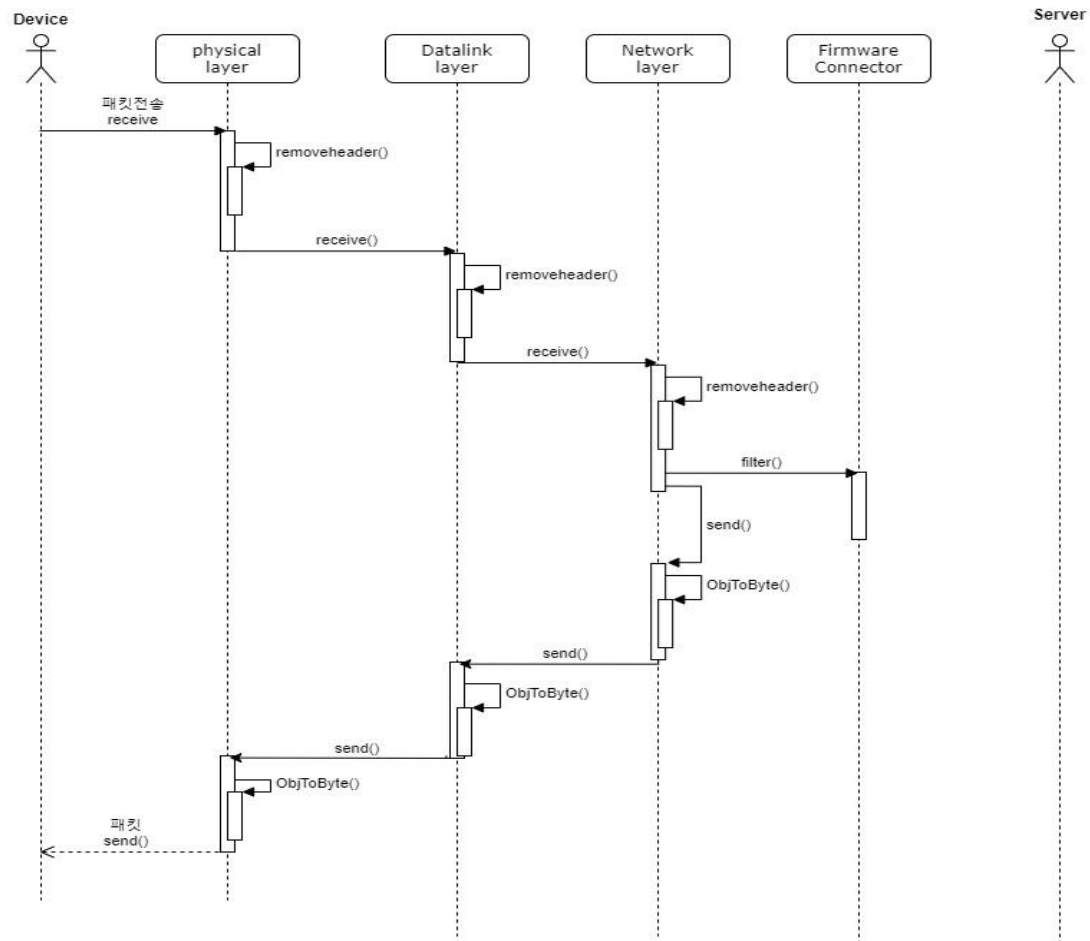 Device
Server
physical
layer
Datalink
layer
Network
layer
Firmware
Connector
패킷전송
receive
removeheader()
receive()
removeheader()
receive()
removeheader()
filter()
send()
ObjToByte()
send()
ObjToByte()
send()
ObjToByte()
패킷
send()